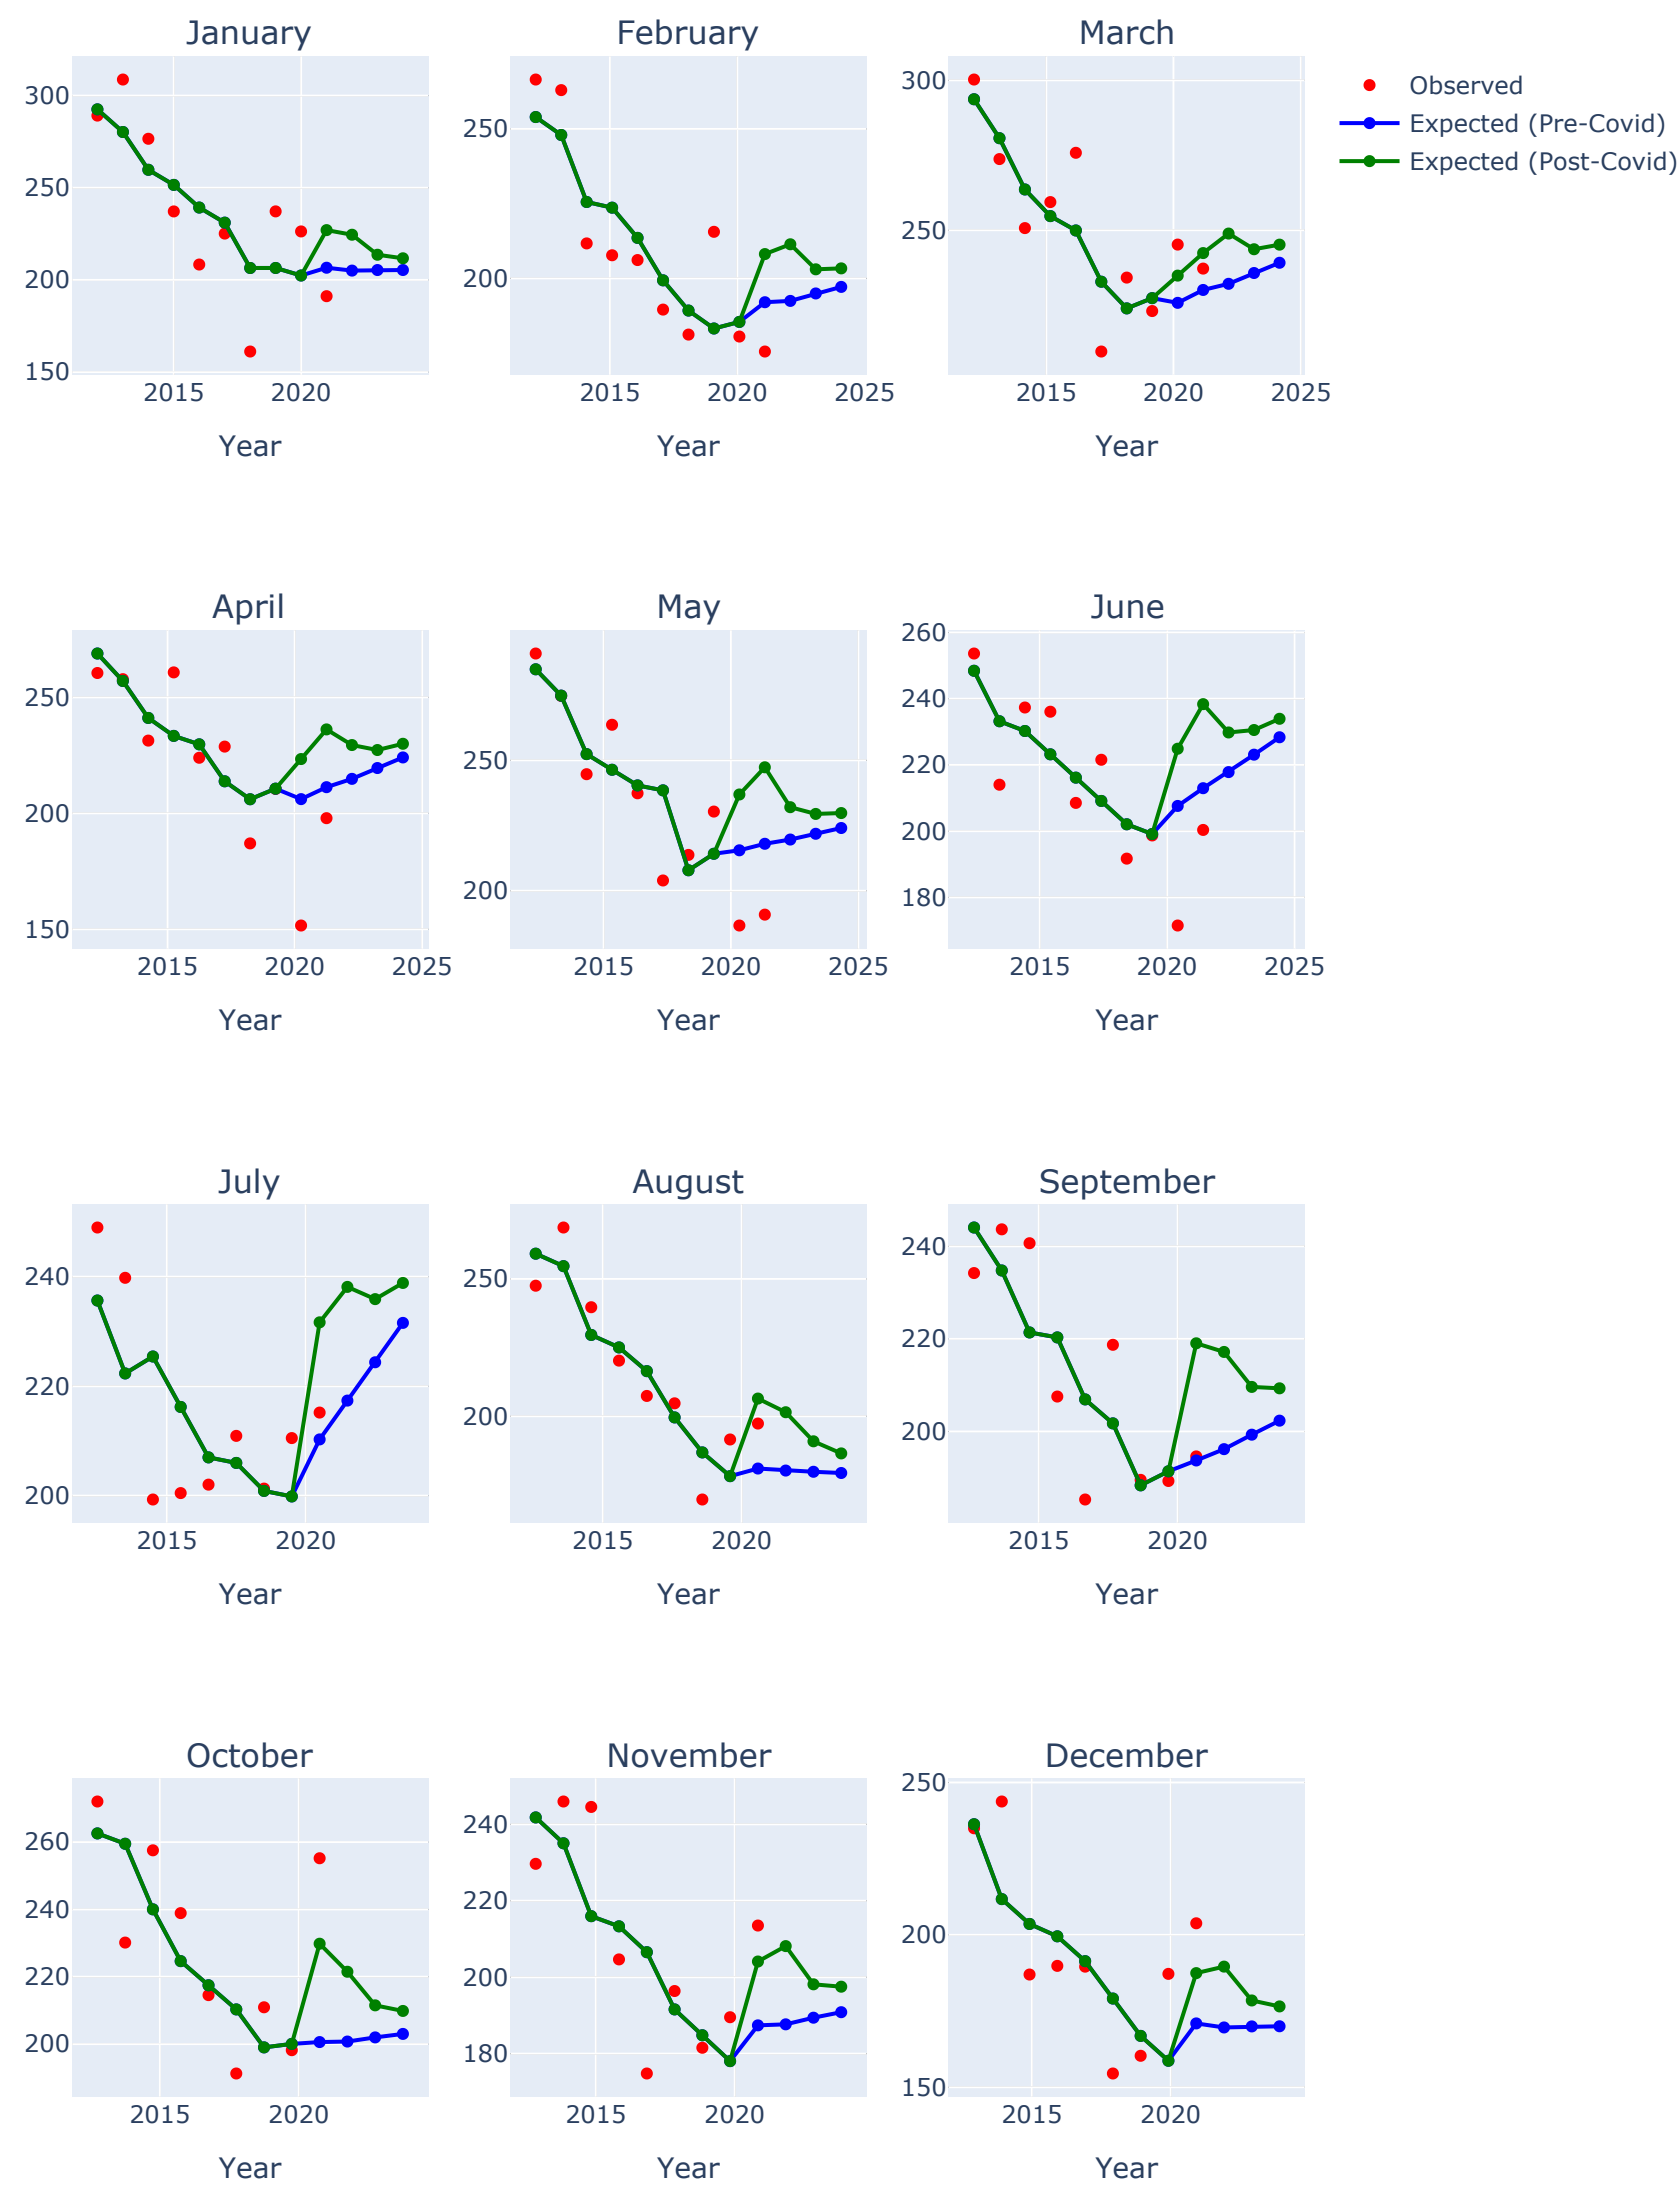 January
February
March
300
250
200
150
2015
2020
Year
250
200
2015
2020
2025
Year
300
250
2015
2020
2025
Year
Observed
Expected (Pre-Covid)
Expected (Post-Covid)
April
May
June
250
200
150
2015
2020
2025
Year
250
200
2015
2020
2025
Year
260
240
220
200
180
2015
2020
2025
Year
July
August
September
240
220
200
2015
2020
Year
250
200
2015
2020
Year
240
220
200
2015
2020
Year
October
November
December
260
240
220
200
2015
2020
Year
240
220
200
180
2015
2020
Year
250
200
150
2015
2020
Year